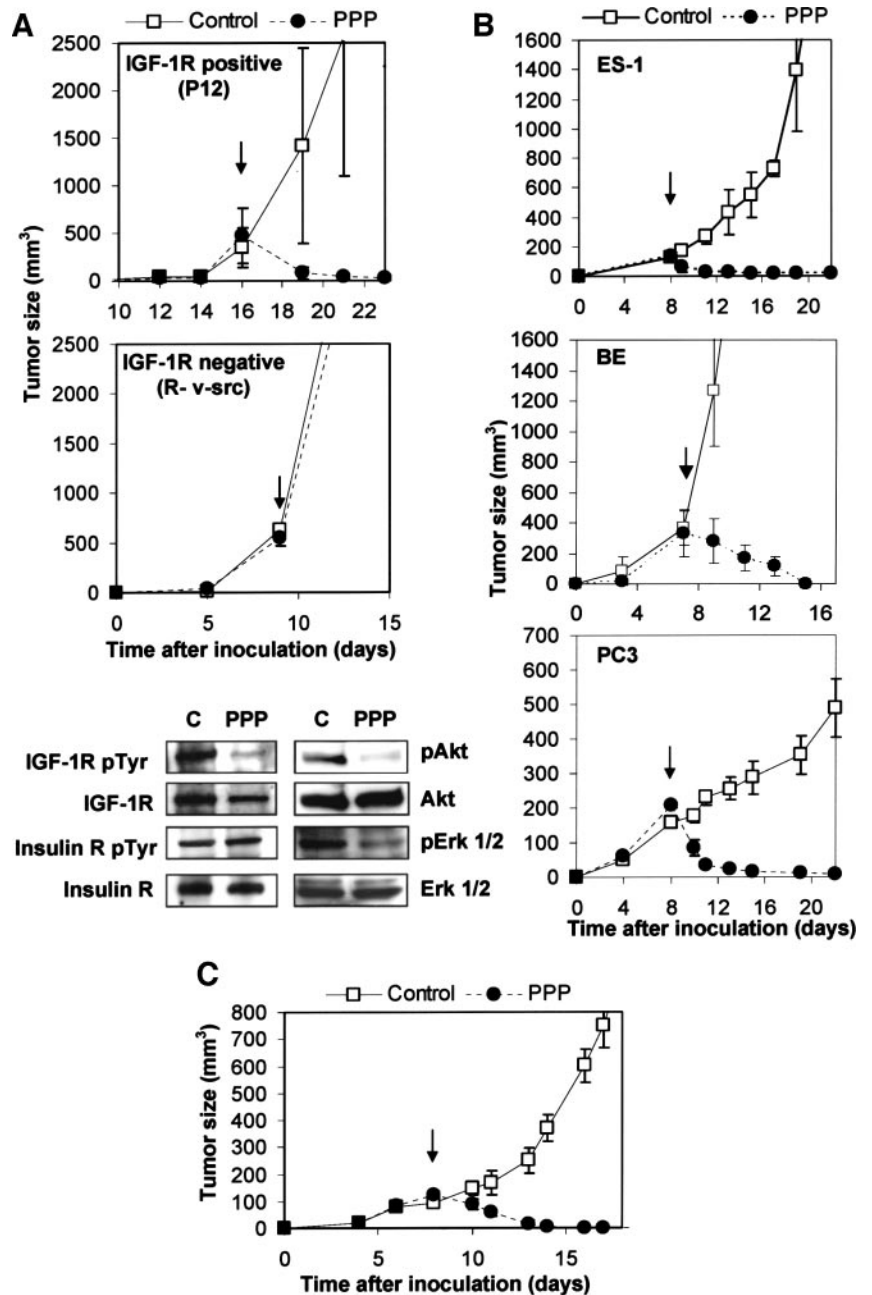 A
Control
PPP
2500
2000
1500
1000
500
0
IGF-1R positive
(P12)
10 12 14 16 18 20 22
2500
2000
1500
1000
500
0
IGF-1R negative
(R- v-src)
0 5 10 15
Tumor size (mm³)
Time after inoculation (days)
C PPP
C PPP
IGF-1R pTyr
pAkt
IGF-1R
Akt
Insulin R pTyr
pErk 1/2
Insulin R
Erk 1/2
B
Control
PPP
1600
1400
1200
1000
800
600
400
200
0
ES-1
0 4 8 12 16 20
1600
1400
1200
1000
800
600
400
200
0
BE
0 4 8 12 16
700
600
500
400
300
200
100
0
PC3
0 4 8 12 16 20
Tumor size (mm³)
Time after inoculation (days)
C
Control
PPP
800
700
600
500
400
300
200
100
0
Tumor size (mm³)
0 5 10 15
Time after inoculation (days)